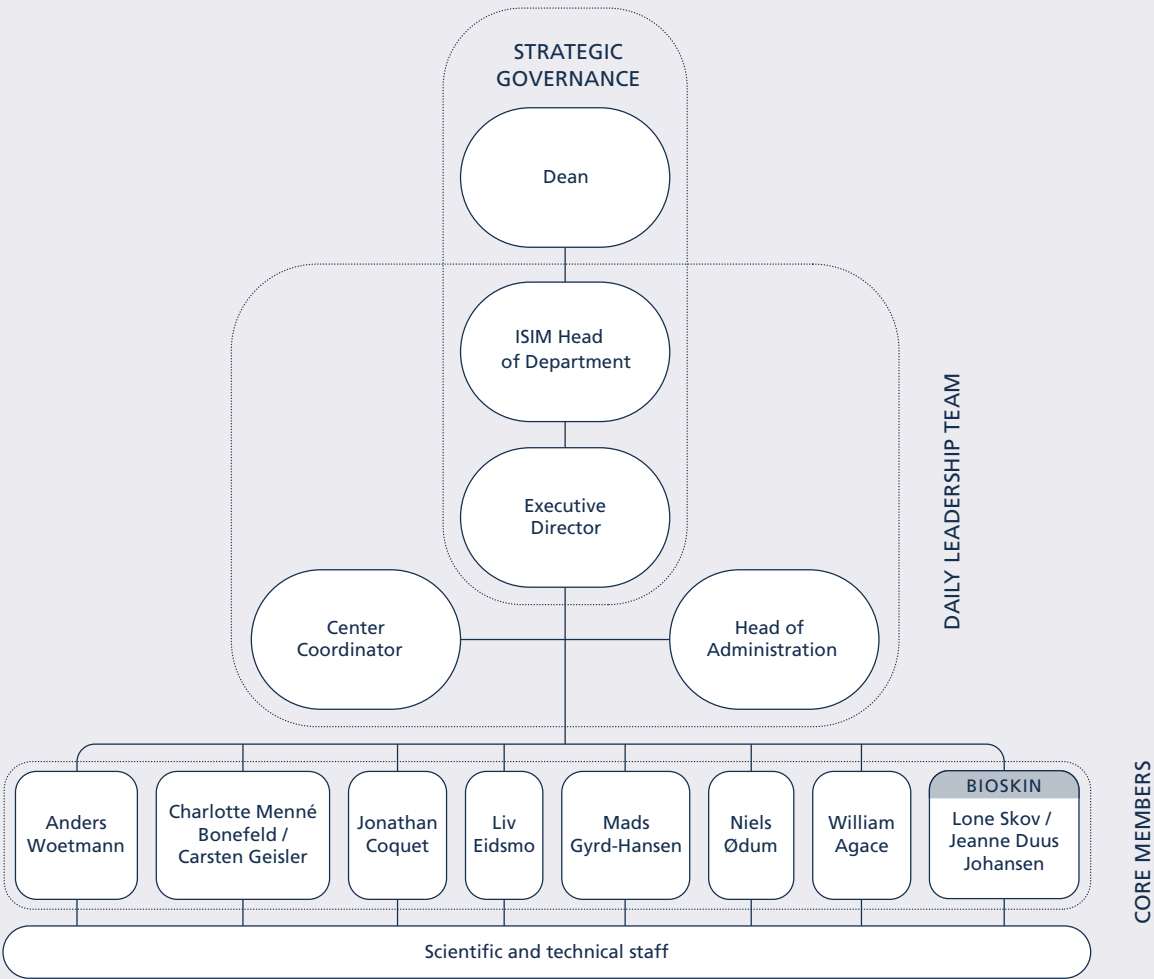 STRATEGIC
GOVERNANCE
Dean
ISIM Head
of Department
Executive
Director
DAILY LEADERSHIP TEAM
Center
Coordinator
Head of
Administration
Anders
Woetmann
Charlotte Menné
Bonefeld /
Carsten Geisler
Jonathan
Coquet
Liv
Eidsmo
Mads
Gyrd-Hansen
Niels
Ødum
William
Agace
BIOSKIN
Lone Skov /
Jeanne Duus
Johansen
CORE MEMBERS
Scientific and technical staff